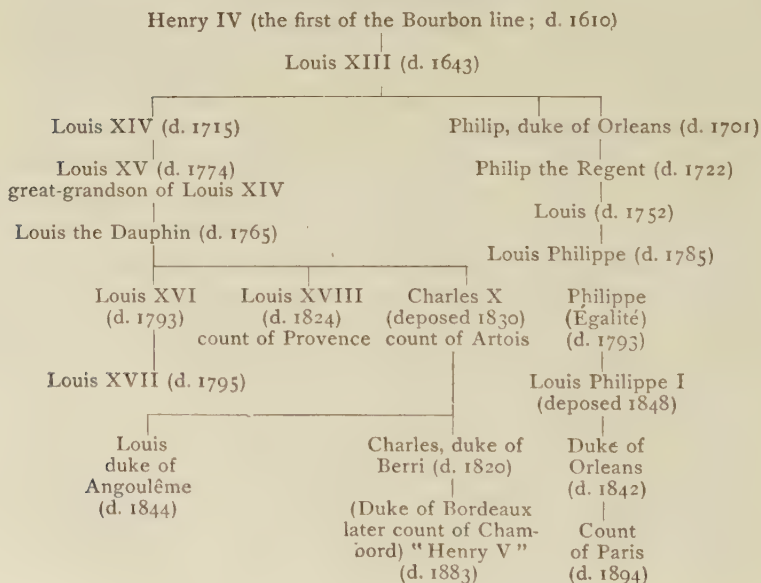 Henry IV (the first of the Bourbon line; d. 1610)
Louis XIII (d. 1643)
Louis XIV (d. 1715)
Philip, duke of Orleans (d. 1701)
Louis XV (d. 1774)
great-grandson of Louis XIV
Philip the Regent (d. 1722)
Louis (d. 1752)
Louis the Dauphin (d. 1765)
Louis Philippe (d. 1785)
Louis XVI
(d. 1793)
Louis XVIII
(d. 1824)
count of Provence
Charles X
(deposed 1830)
count of Artois
Philippe
(Égalité)
(d. 1793)
Louis XVII (d. 1795)
Louis Philippe I
(deposed 1848)
Louis
duke of
Angoulême
(d. 1844)
Charles, duke of
Berri (d. 1820)
Duke of
Orleans
(d. 1842)
(Duke of Bordeaux
later count of Cham-
bord) "Henry V"
(d. 1883)
Count
of Paris
(d. 1894)